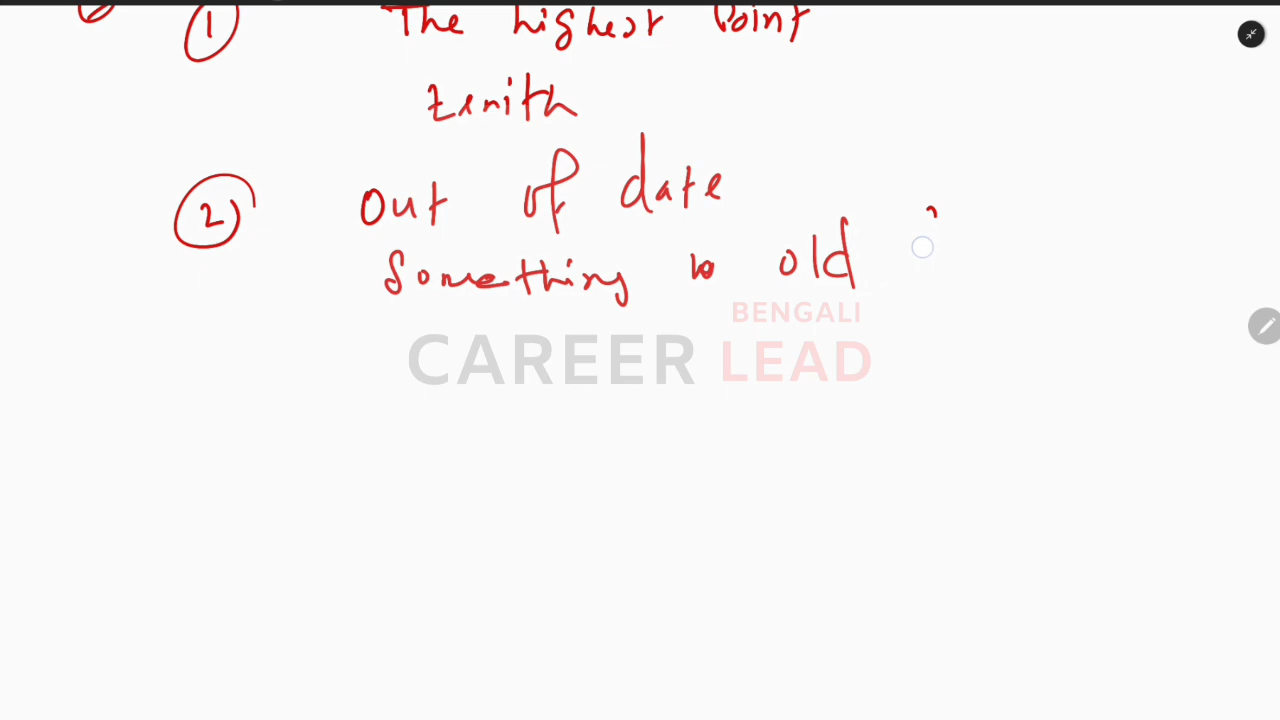 ① The highest Point
zenith
② Out of date
Something is old
BENGALI
CAREER LEAD